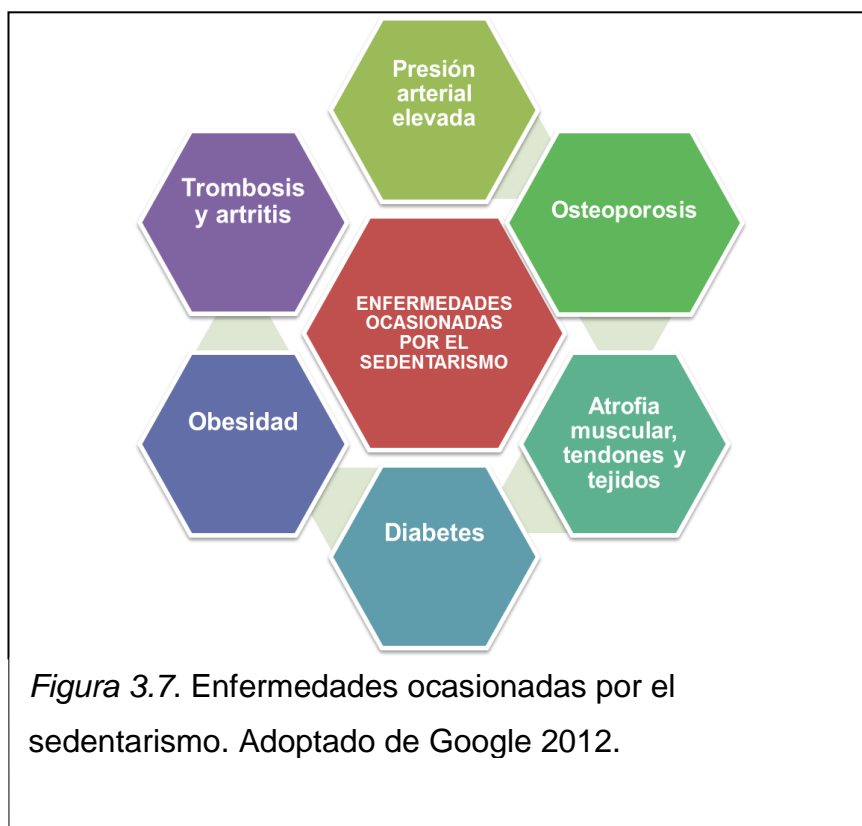 Presión
arterial
elevada
Trombosis
y artritis
Osteoporosis
ENFERMEDADES
OCASIONADAS
POR EL
SEDENTARISMO
Obesidad
Atrofia
muscular,
tendones y
tejidos
Diabetes
Figura 3.7. Enfermedades ocasionadas por el
sedentarismo. Adoptado de Google 2012.